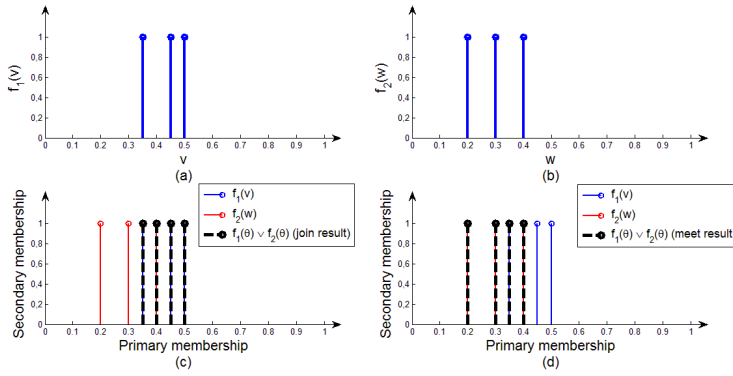 f1(v)
1
0.8
0.6
0.4
0.2
0
0 0.1 0.2 0.3 0.4 0.5 0.6 0.7 0.8 0.9 1
v
(a)
f2(w)
1
0.8
0.6
0.4
0.2
0
0 0.1 0.2 0.3 0.4 0.5 0.6 0.7 0.8 0.9 1
w
(b)
f1(v)
f2(w)
f1(θ) ∨ f2(θ) (join result)
Secondary membership
1
0,8
0,6
0,4
0,2
0
0 0.1 0.2 0.3 0.4 0.5 0.6 0.7 0.8 0.9 1
Primary membership
(c)
f1(v)
f2(w)
f1(θ) ∨ f2(θ) (meet result)
Secondary membership
1
0,8
0,6
0,4
0,2
0
0 0.1 0.2 0.3 0.4 0.5 0.6 0.7 0.8 0.9 1
Primary membership
(d)